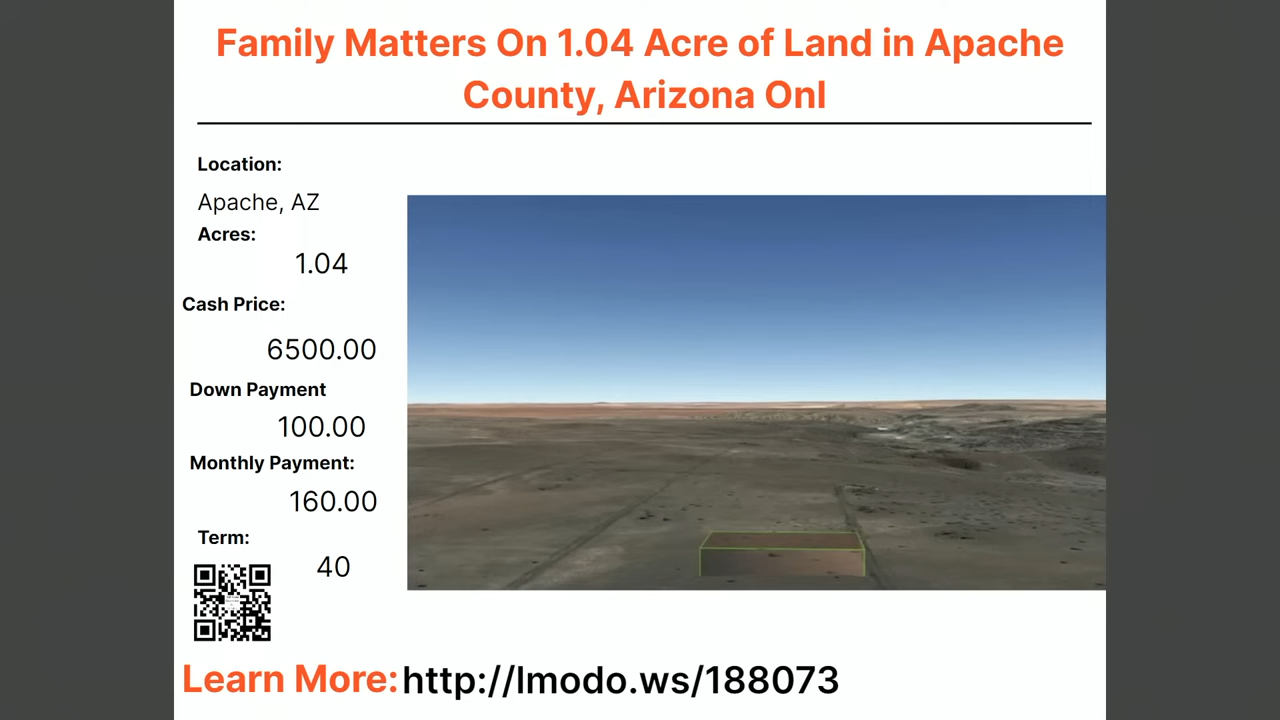 Family Matters On 1.04 Acre of Land in Apache
County, Arizona Onl
Location:
Apache, AZ
Acres:
1.04
Cash Price:
6500.00
Down Payment
100.00
Monthly Payment:
160.00
Term:
40
Learn More: http://lmodo.ws/188073